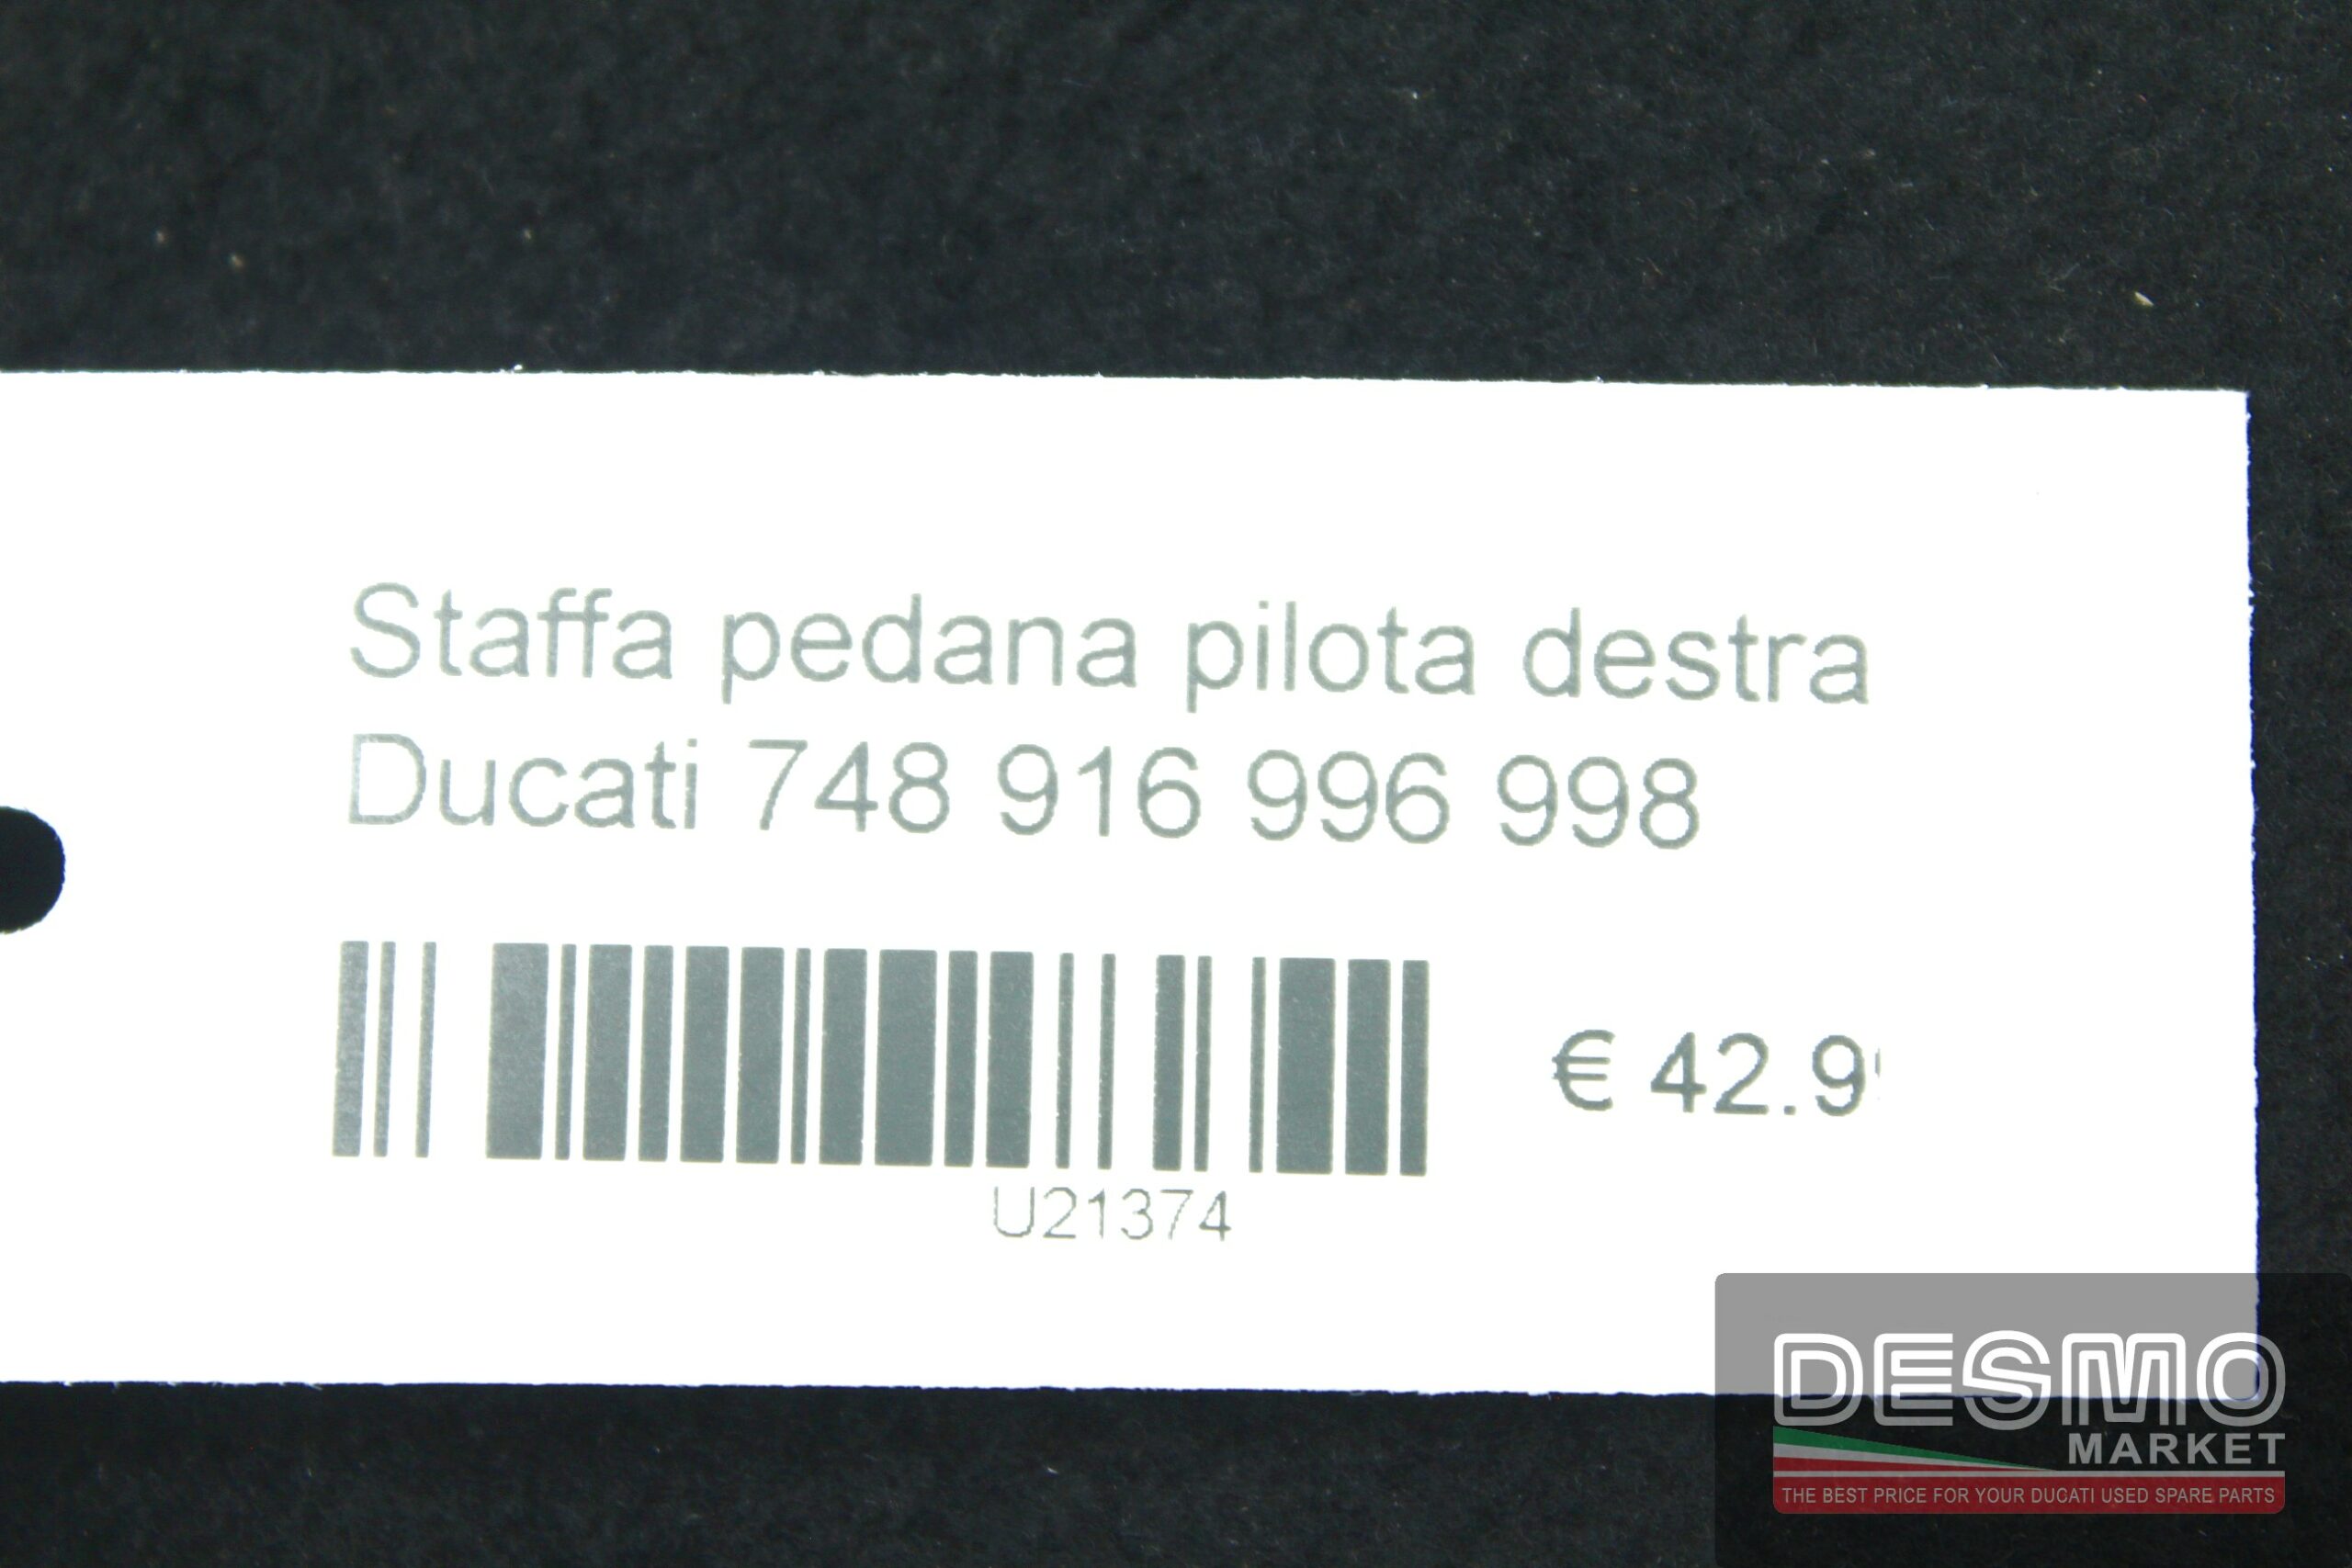 Staffa pedana pilota destra
Ducati 748 916 996 998
€ 42.9
U21374
DESMO
MARKET
THE BEST PRICE FOR YOUR DUCATI USED SPARE PARTS